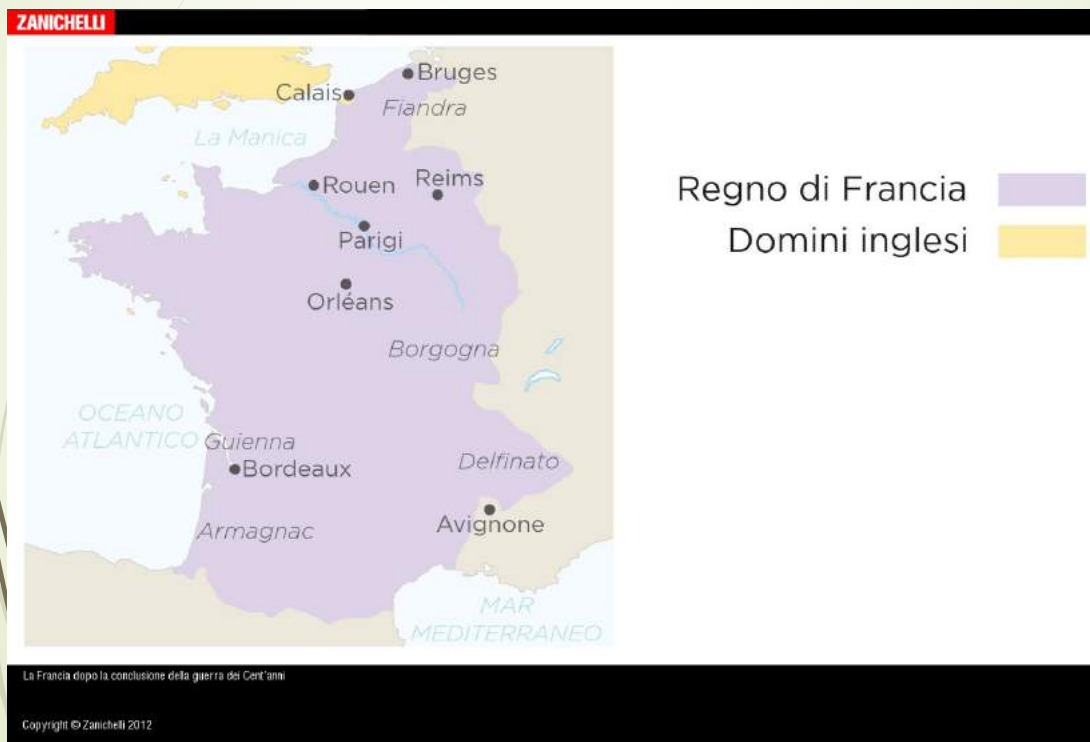 ZANICHELLI
Bruges
Calais
Fiandra
La Manica
Rouen
Reims
Parigi
Orléans
Borgogna
OCEANO
ATLANTICO
Guienna
Bordeaux
Delfinato
Avignone
Armagnac
MAR
MEDITERRANEO
Regno di Francia
Domini inglesi
La Francia dopo la conclusione della guerra dei Cent'anni
Copyright © Zanichelli 2012